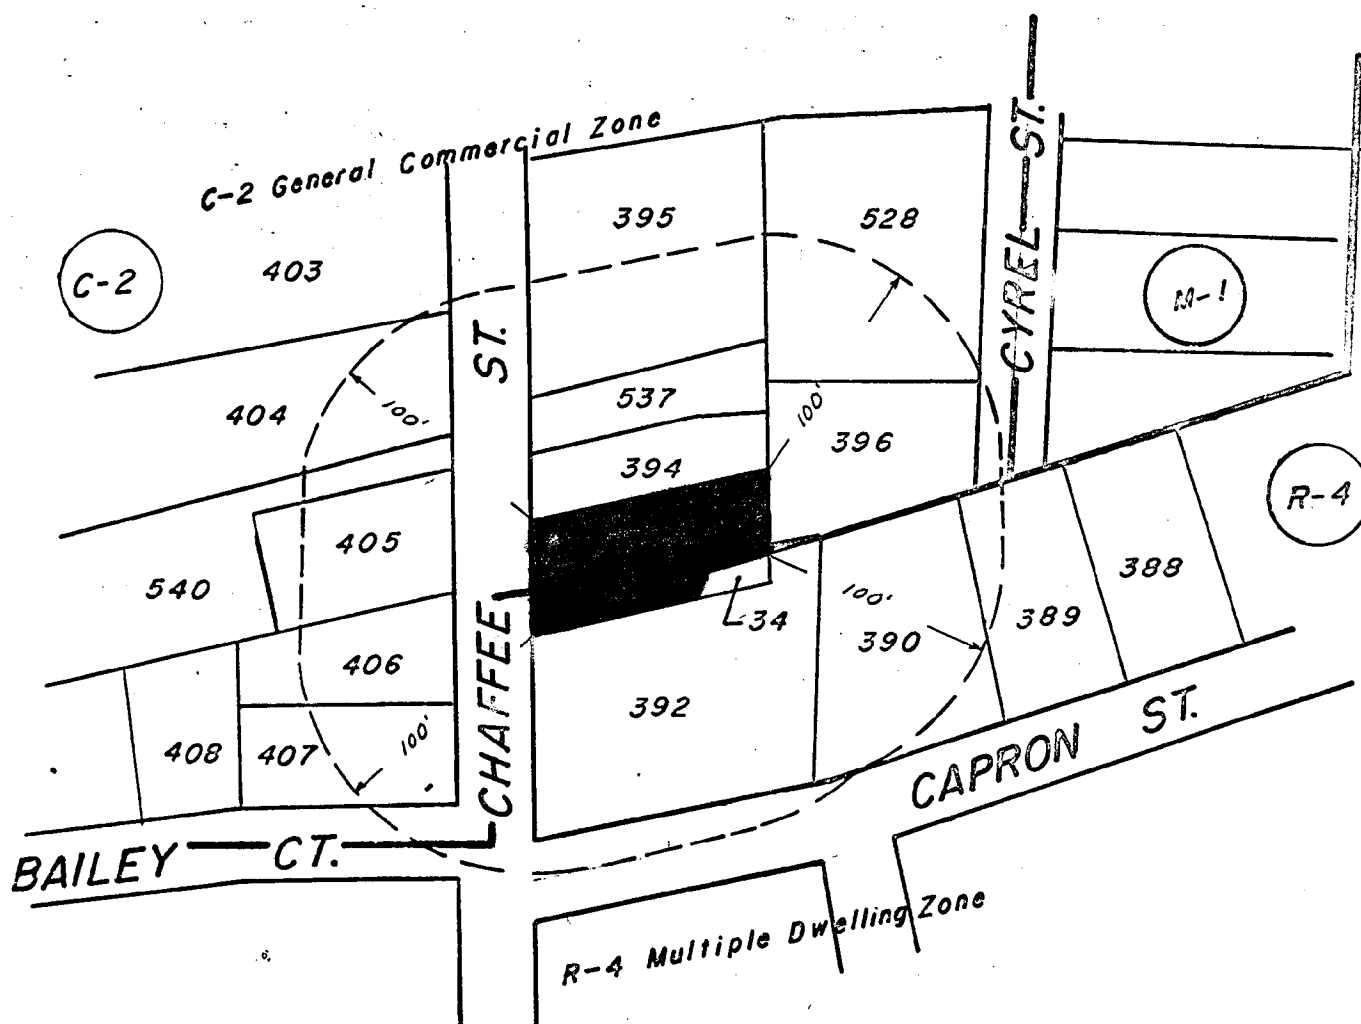 C-2 General Commercial Zone
CYREL ST.
395
528
403
C-2
M-1
ST.
404
100'
537
100'
396
394
R-4
405
540
388
100'
34
389
390
406
392
CHAFFEE
408
407
100'
CAPRON ST.
BAILEY CT.
R-4 Multiple Dwelling Zone